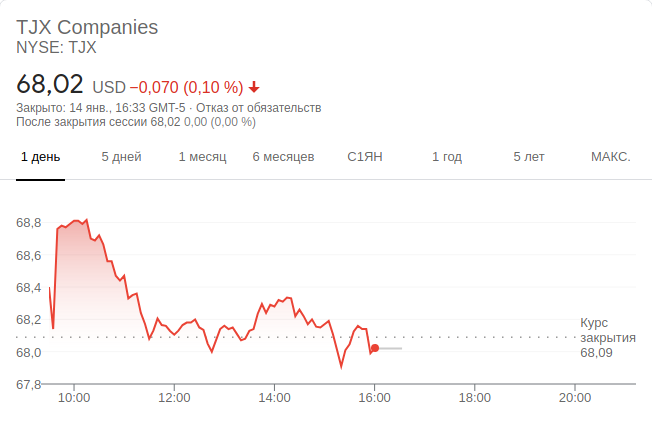 TJX Companies
NYSE: TJX
68,02 USD −0,070 (0,10 %)
Закрыто: 14 янв., 16:33 GMT-5 · Отказ от обязательств
После закрытия сессии 68,02 0,00 (0,00 %)
1 день 5 дней 1 месяц 6 месяцев С1ЯН 1 год 5 лет МАКС.
68,8
68,6
68,4
68,2
68,0
67,8
Курс
закрытия
68,09
10:00 12:00 14:00 16:00 18:00 20:00